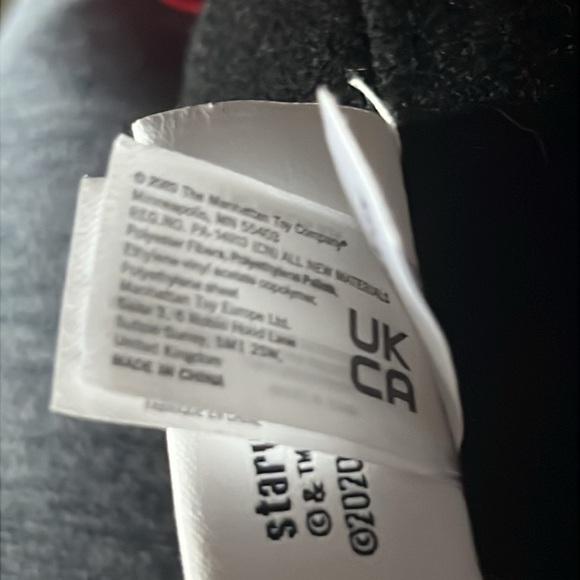 © 2020 The Manhattan Toy Company®
Minneapolis, MN 55403
REG.NO. PA-14913 (CN) ALL NEW MATERIALS
Polyester Fibers, Polyethylene Pellets,
Ethylene vinyl acetate copolymer,
Polyethylene sheet
Manhattan Toy Europe Ltd.
Suite 3, 6 Robin Hood Lane
Sutton Surrey, SM1 2SW,
United Kingdom
MADE IN CHINA
UK
CA
star
© & ™
©2020